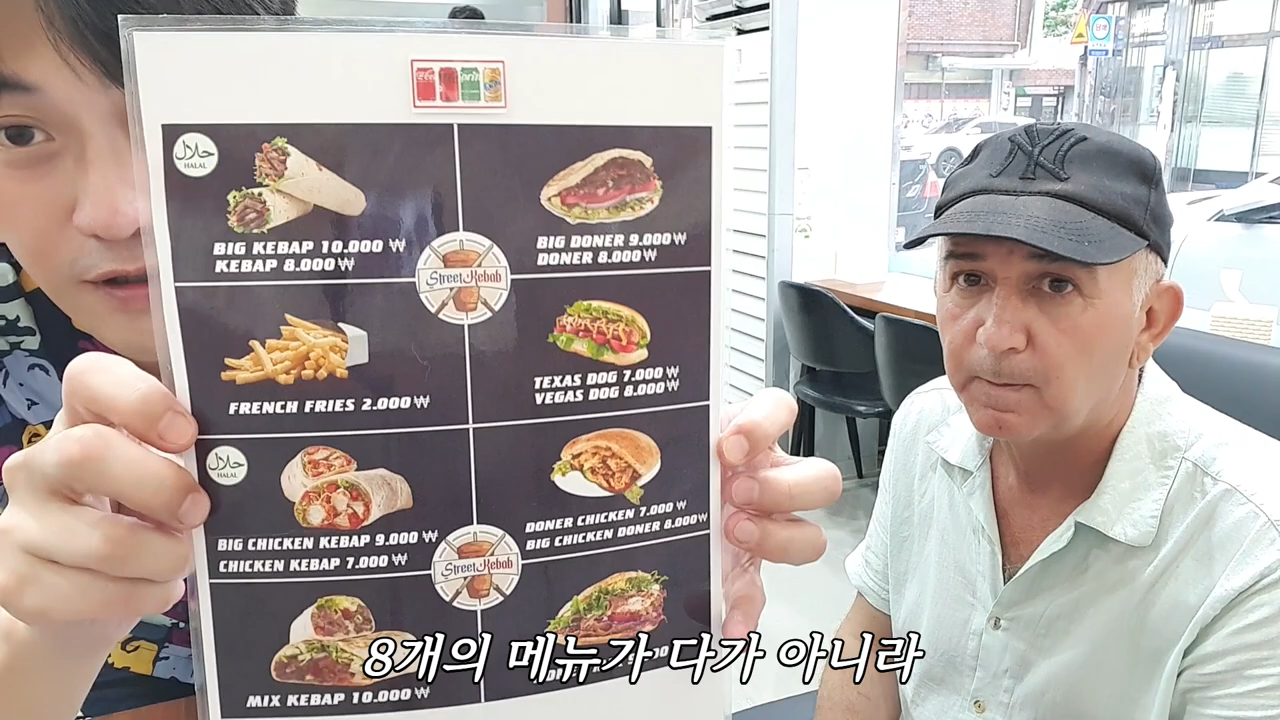 حلال
HALAL
BIG KEBAP 10.000 ₩
KEBAP 8.000 ₩
BIG DONER 9.000 ₩
DONER 8.000 ₩
Street Kebab
FRENCH FRIES 2.000 ₩
TEXAS DOG 7.000 ₩
VEGAS DOG 8.000 ₩
حلال
HALAL
BIG CHICKEN KEBAP 9.000 ₩
CHICKEN KEBAP 7.000 ₩
DONER CHICKEN 7.000 ₩
BIG CHICKEN DONER 8.000 ₩
Street Kebab
MIX KEBAP 10.000 ₩
8개의 메뉴가 다가 아니라
NY